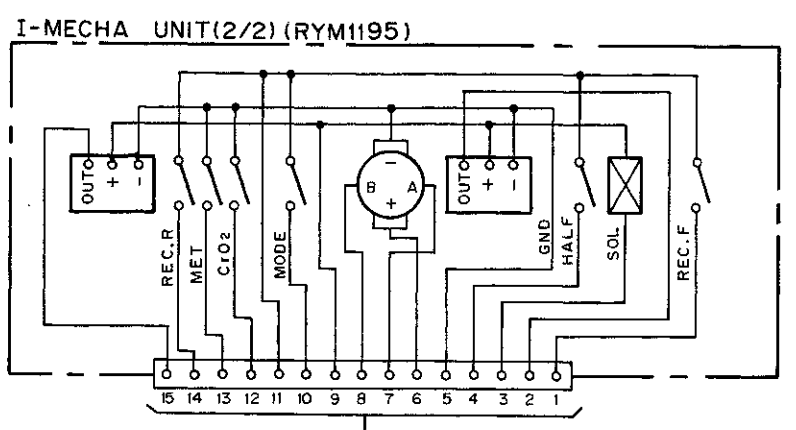 I-MECHA UNIT(2/2)(RYM1195)
OUT + -
REC.R
MET
CrO2
MODE
- B A +
OUT + -
GND
HALF
SOL
REC.F
15 14 13 12 11 10 9 8 7 6 5 4 3 2 1